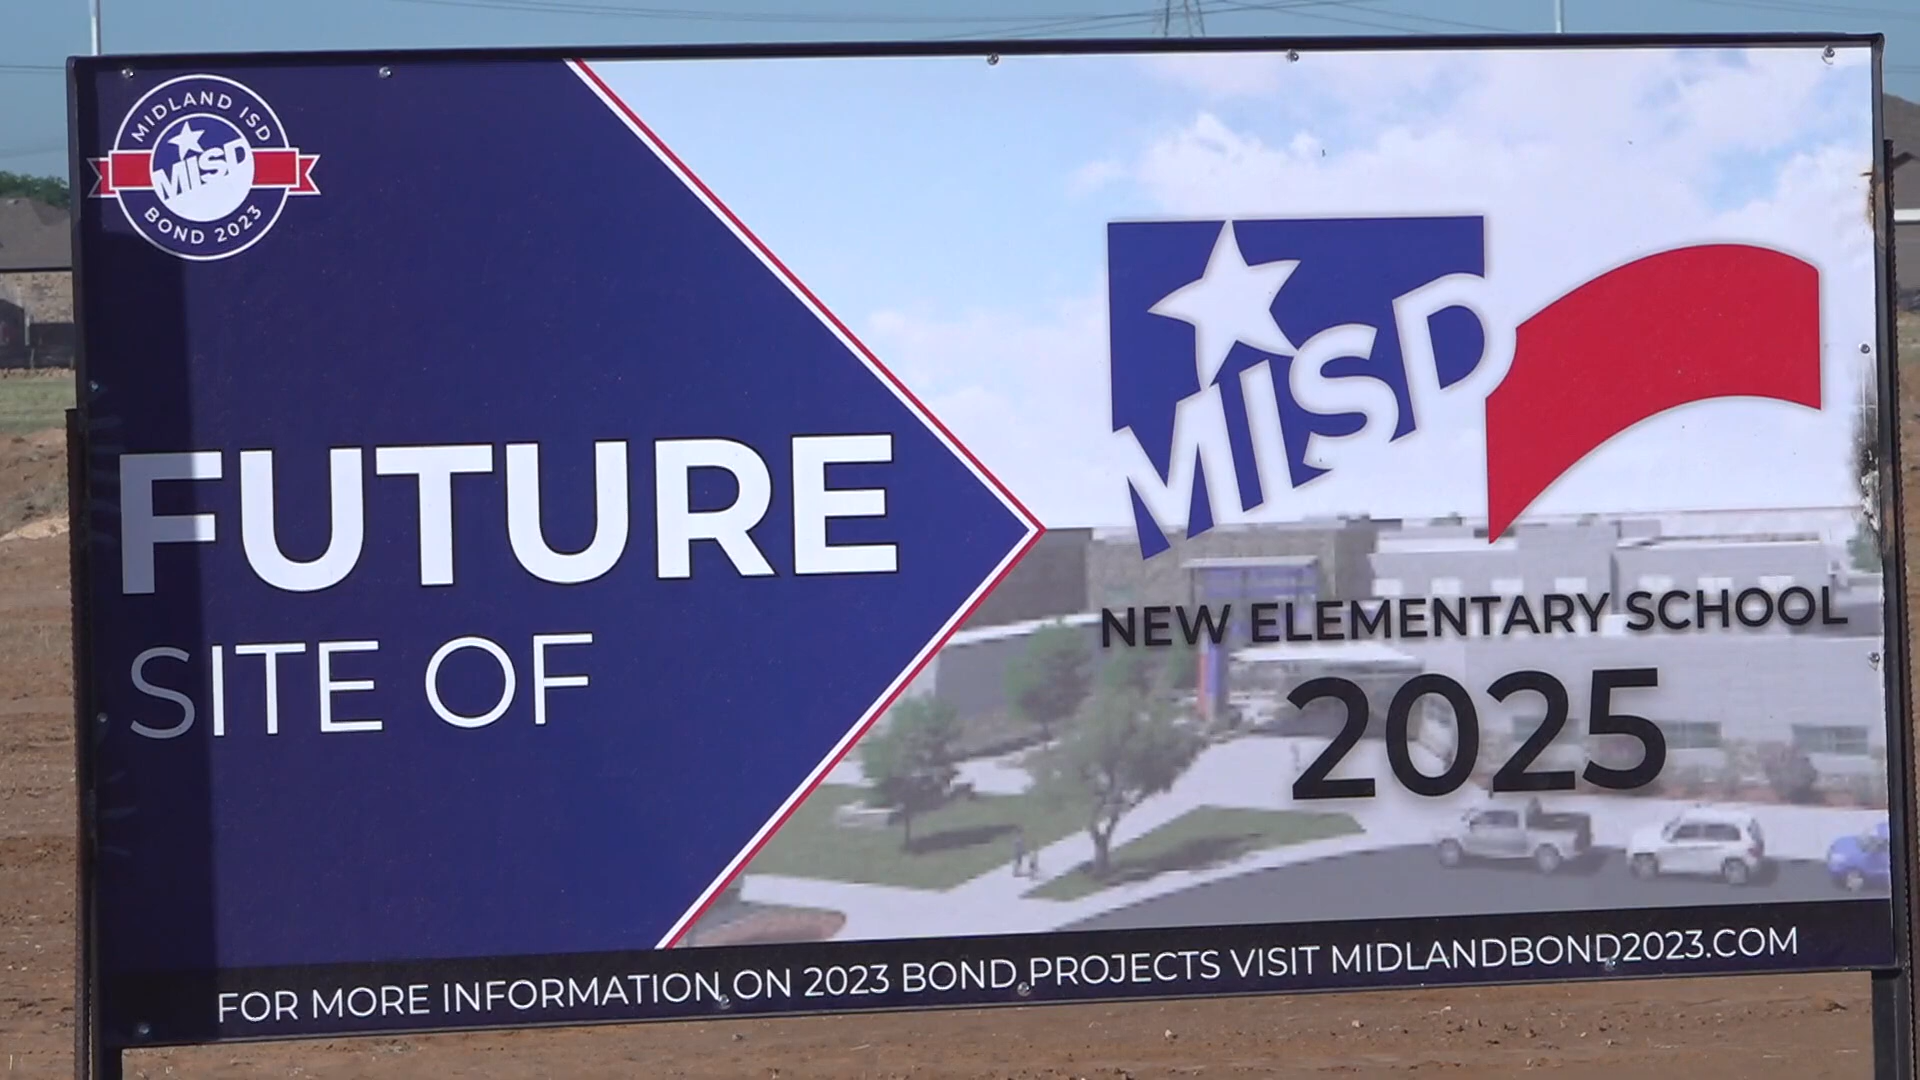 MIDLAND ISD
MISD
BOND 2023
FUTURE
SITE OF
MISD
NEW ELEMENTARY SCHOOL
2025
FOR MORE INFORMATION ON 2023 BOND PROJECTS VISIT MIDLANDBOND2023.COM